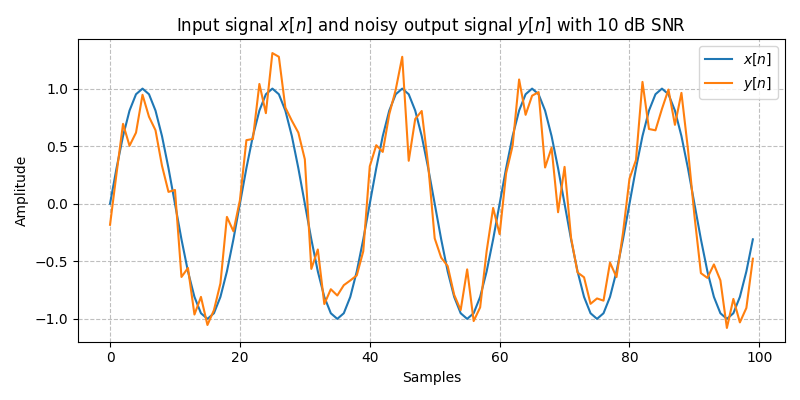 Input signal x[n] and noisy output signal y[n] with 10 dB SNR
x[n]
y[n]
Amplitude
1.0
0.5
0.0
−0.5
−1.0
0 20 40 60 80 100
Samples